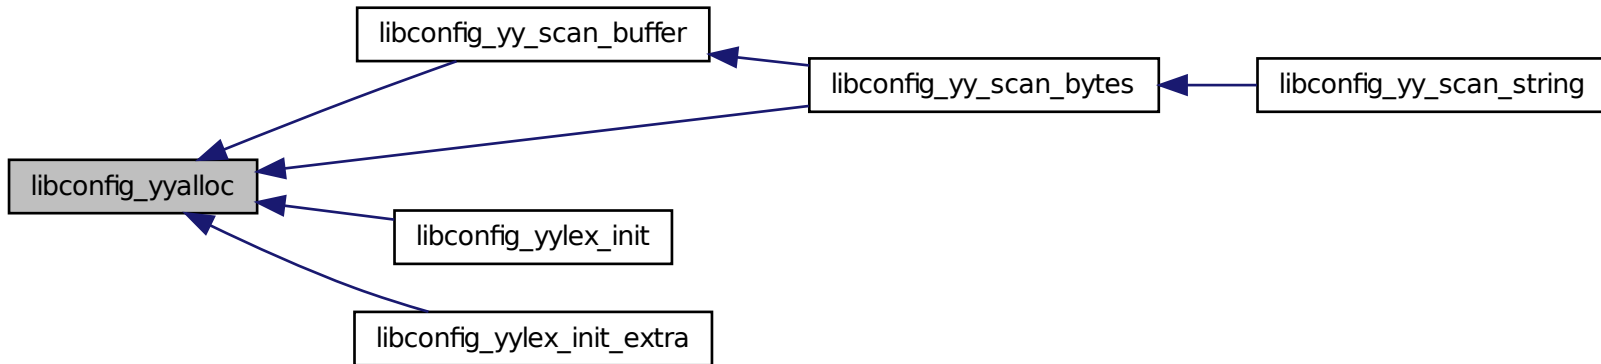 libconfig_yy_scan_buffer
libconfig_yy_scan_bytes
libconfig_yy_scan_string
libconfig_yyalloc
libconfig_yylex_init
libconfig_yylex_init_extra